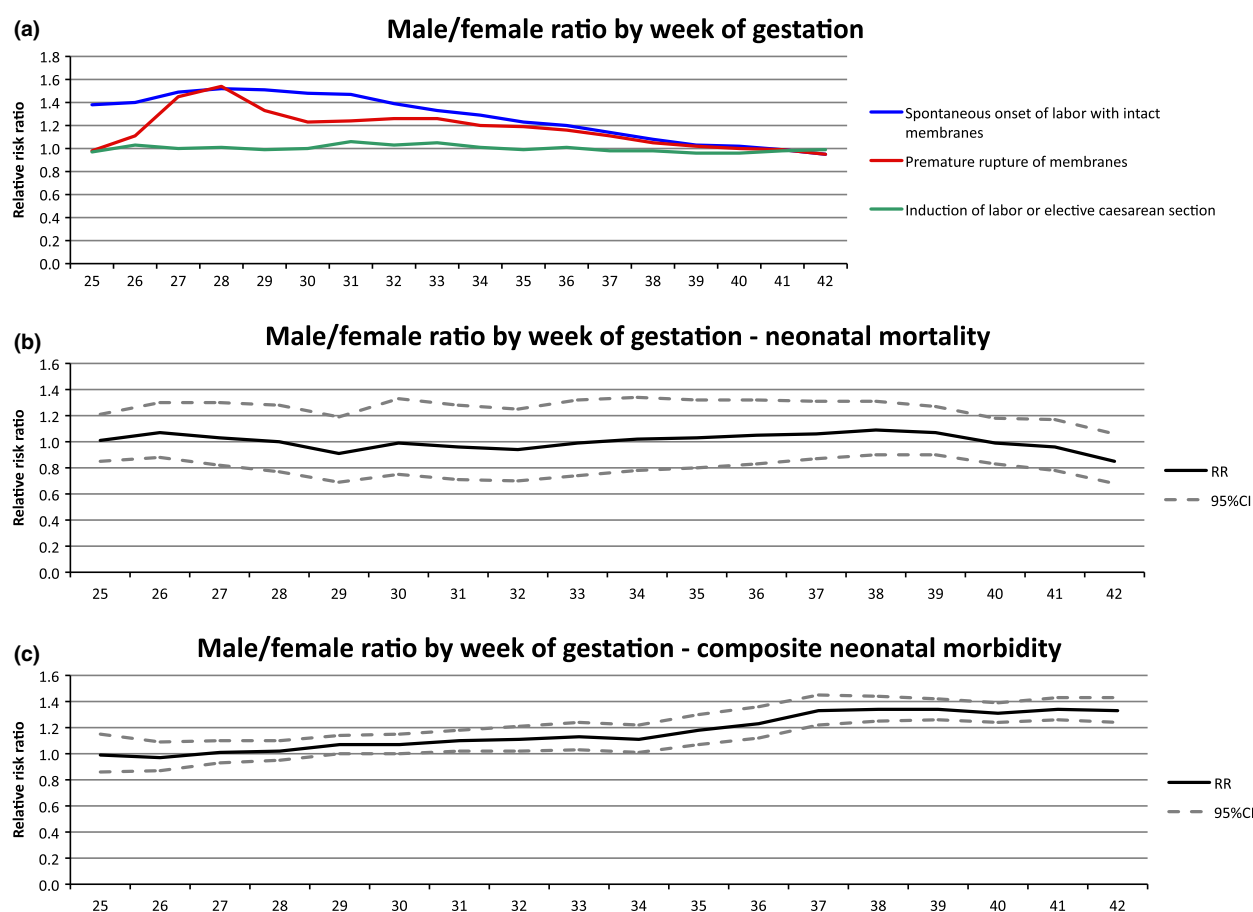 (a)
Male/female ratio by week of gestation
Relative risk ratio
1.8
1.6
1.4
1.2
1.0
0.8
0.6
0.4
0.2
0.0
25 26 27 28 29 30 31 32 33 34 35 36 37 38 39 40 41 42
Spontaneous onset of labor with intact
membranes
Premature rupture of membranes
Induction of labor or elective caesarean section
(b)
Male/female ratio by week of gestation - neonatal mortality
Relative risk ratio
1.6
1.4
1.2
1.0
0.8
0.6
0.4
0.2
0.0
25 26 27 28 29 30 31 32 33 34 35 36 37 38 39 40 41 42
RR
95%CI
(c)
Male/female ratio by week of gestation - composite neonatal morbidity
Relative risk ratio
1.6
1.4
1.2
1.0
0.8
0.6
0.4
0.2
0.0
25 26 27 28 29 30 31 32 33 34 35 36 37 38 39 40 41 42
RR
95%CI